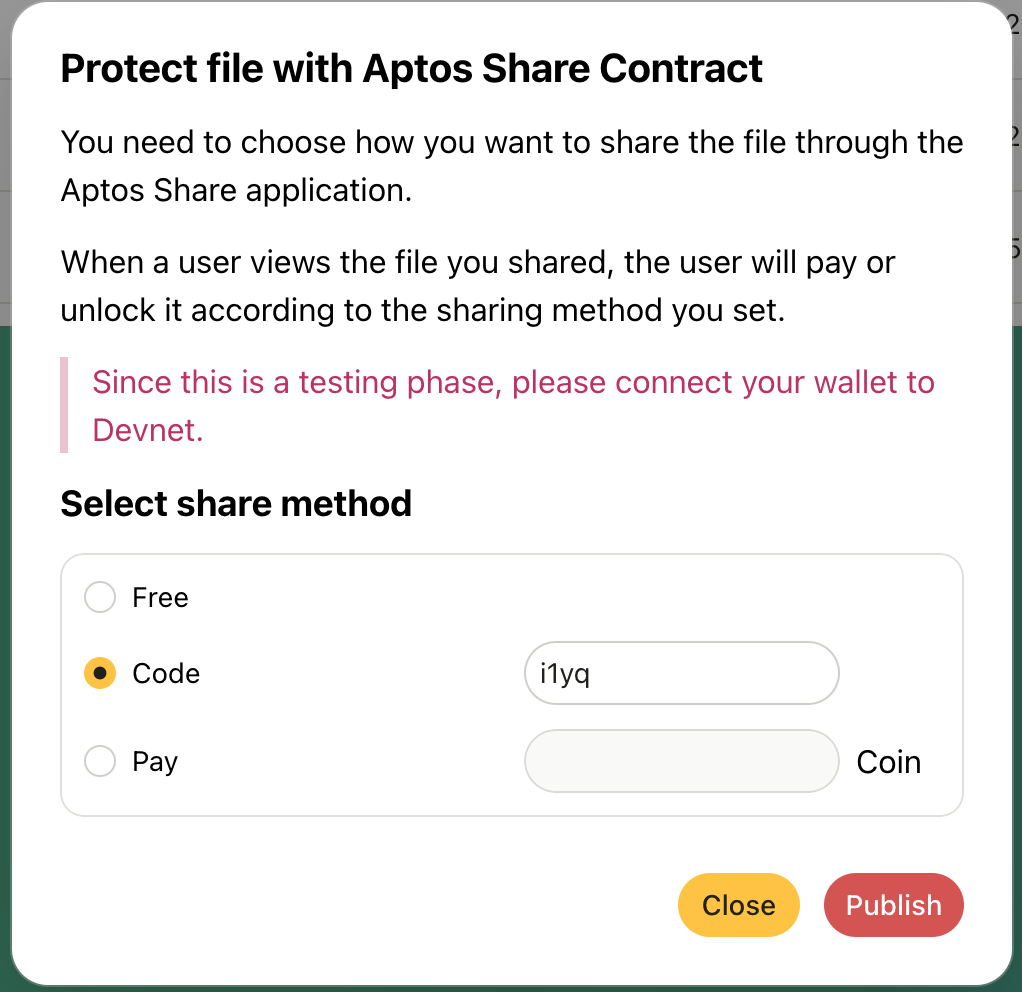 Protect file with Aptos Share Contract
You need to choose how you want to share the file through the
Aptos Share application.
When a user views the file you shared, the user will pay or
unlock it according to the sharing method you set.
Since this is a testing phase, please connect your wallet to
Devnet.
Select share method
Free
Code i1yq
Pay Coin
Close Publish